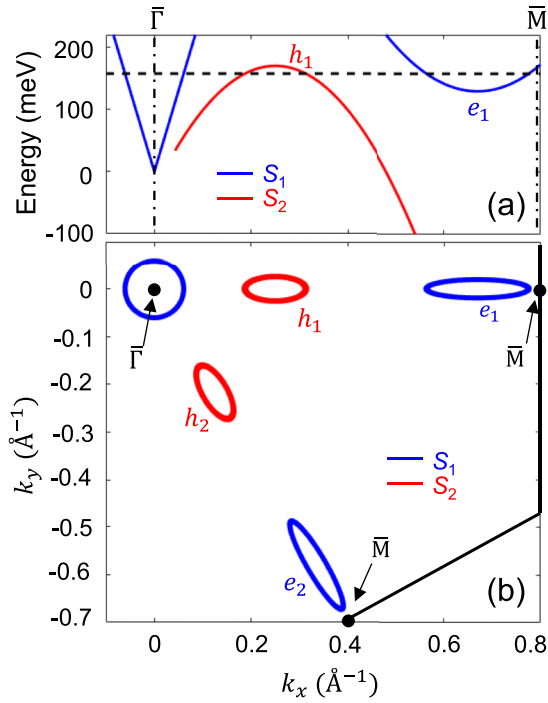 Γ̄ M̄
200
100
0
-100
Energy (meV)
h₁
e₁
S₁
S₂
(a)
0
-0.1
-0.2
-0.3
-0.4
-0.5
-0.6
-0.7
k_y (Å⁻¹)
Γ̄
h₁
e₁
M̄
h₂
S₁
S₂
M̄
e₂
(b)
0 0.2 0.4 0.6 0.8
k_x (Å⁻¹)